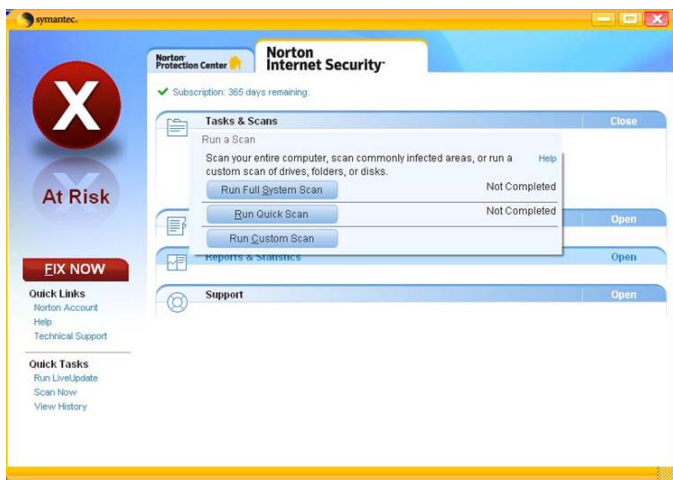 symantec.
Norton
Protection Center
Norton
Internet Security
Subscription: 365 days remaining.
X
At Risk
FIX NOW
Quick Links
Norton Account
Help
Technical Support
Quick Tasks
Run LiveUpdate
Scan Now
View History
Tasks & Scans Close
Run a Scan
Scan your entire computer, scan commonly infected areas, or run a Help
custom scan of drives, folders, or disks.
Run Full System Scan Not Completed
Run Quick Scan Not Completed
Run Custom Scan
Open
Reports & Statistics Open
Support Open